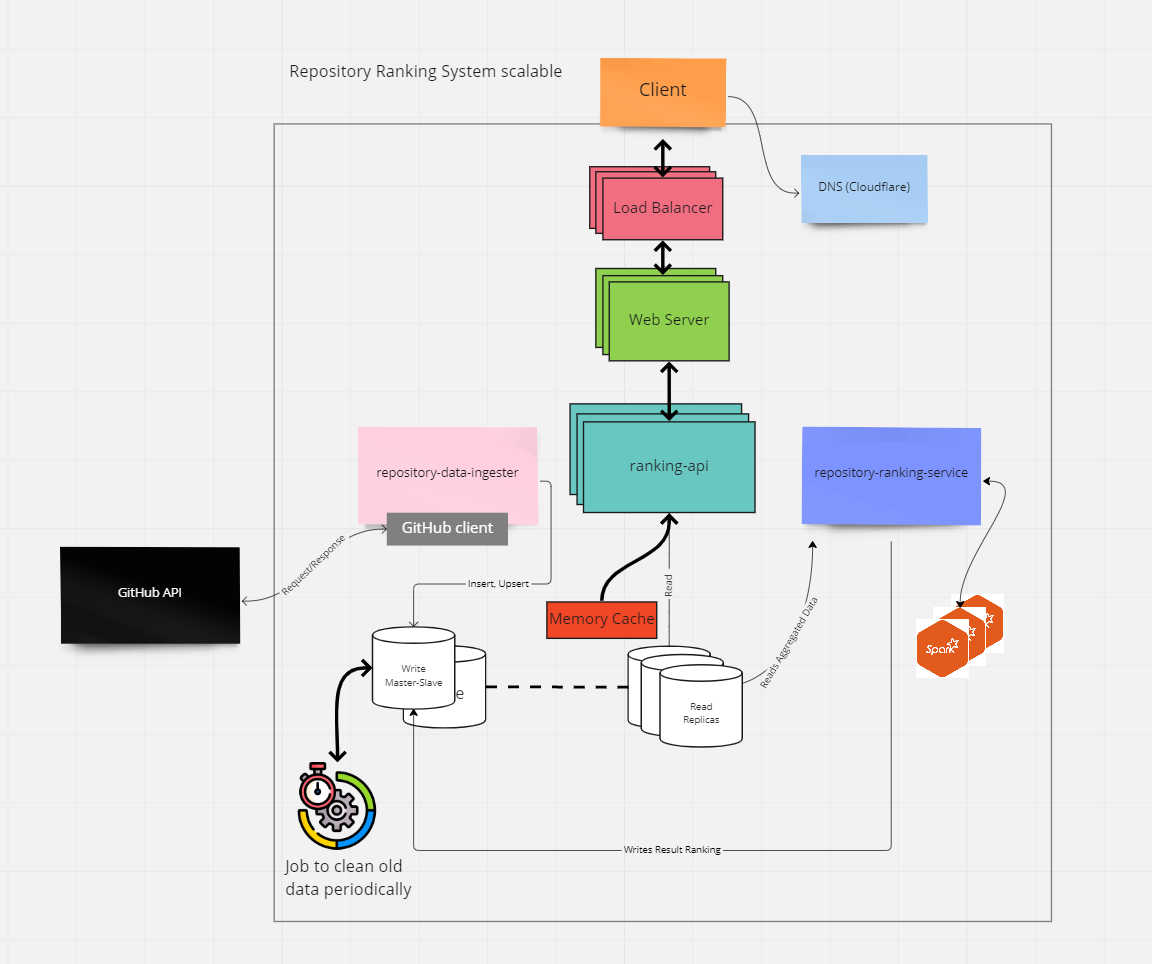 Repository Ranking System scalable
Client
DNS (Cloudflare)
Load Balancer
Web Server
ranking-api
repository-data-ingester
repository-ranking-service
GitHub client
GitHub API
Request/Response
Insert, Upsert
Read
Memory Cache
Reads Aggregated Data
Spark
Write
Master-Slave
e
Read
Replicas
Writes Result Ranking
Job to clean old
data periodically